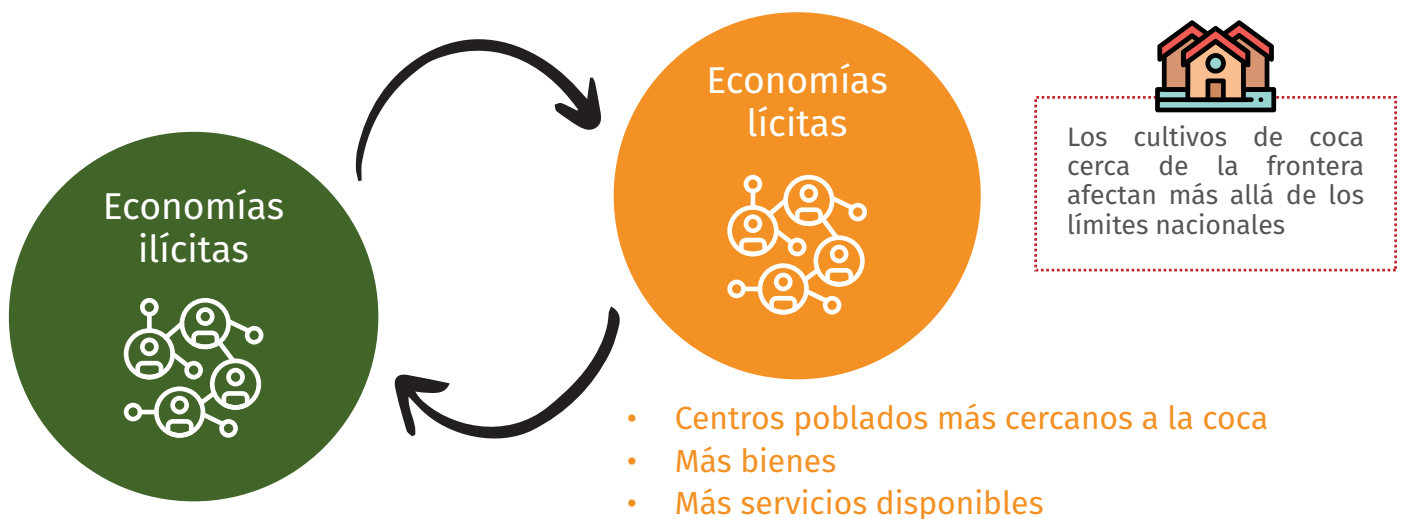 Economías
ilícitas
Economías
lícitas
Los cultivos de coca
cerca de la frontera
afectan más allá de los
límites nacionales
• Centros poblados más cercanos a la coca
• Más bienes
• Más servicios disponibles